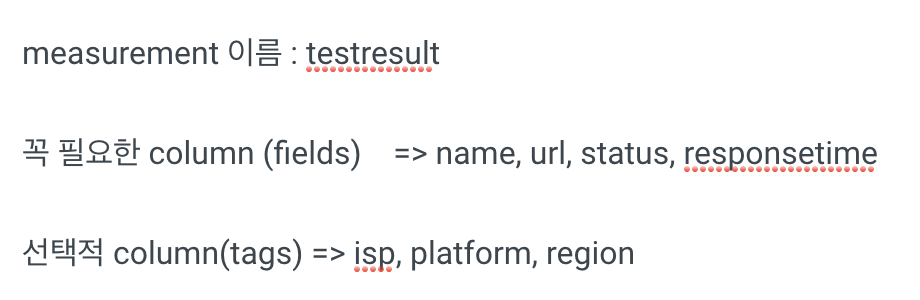 measurement 이름 : testresult
꼭 필요한 column (fields) => name, url, status, responsetime
선택적 column(tags) => isp, platform, region